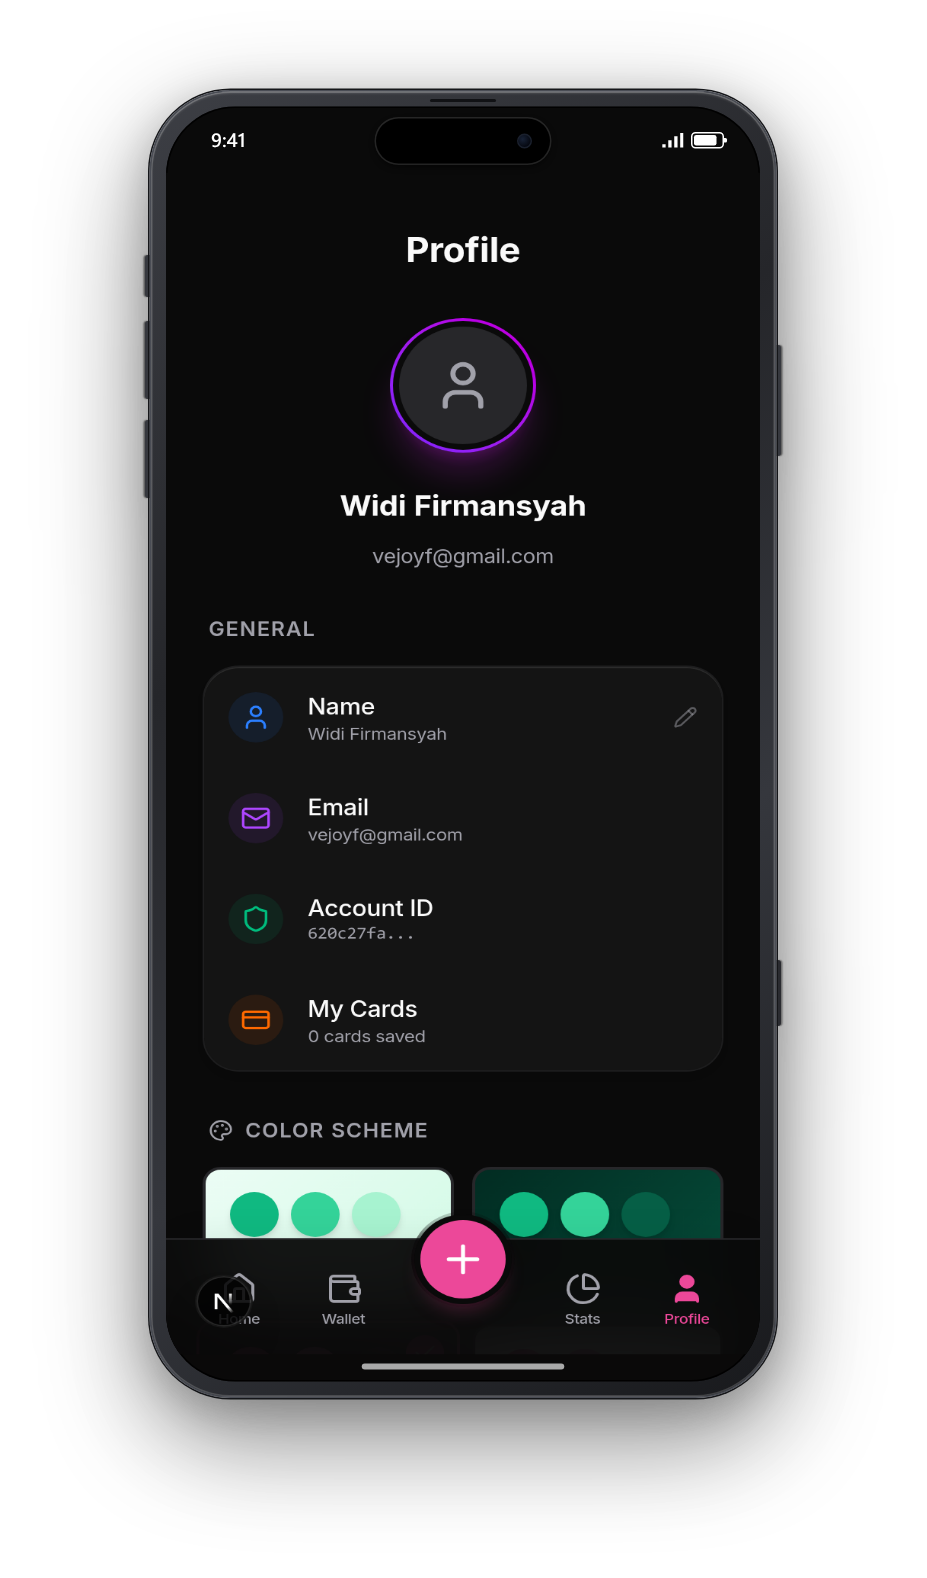 9:41
Profile
Widi Firmansyah
vejoyf@gmail.com
GENERAL
Name
Widi Firmansyah
Email
vejoyf@gmail.com
Account ID
620c27fa...
My Cards
0 cards saved
COLOR SCHEME
N
Home
Wallet
Stats
Profile